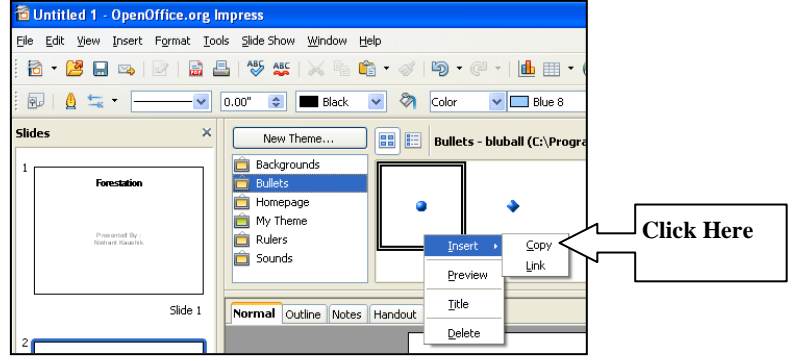 Untitled 1 - OpenOffice.org Impress
File Edit View Insert Format Tools Slide Show Window Help
ABC ABC
0.00" Black Color Blue 8
Slides ×
New Theme... Bullets - bluball (C:\Progra
Backgrounds
Bullets
Homepage
My Theme
Rulers
Sounds
1
Forestation
Presented By -
Nishant Kaushik
Slide 1
2
Insert Copy
Link
Preview
Title
Delete
Normal Outline Notes Handout
Click Here